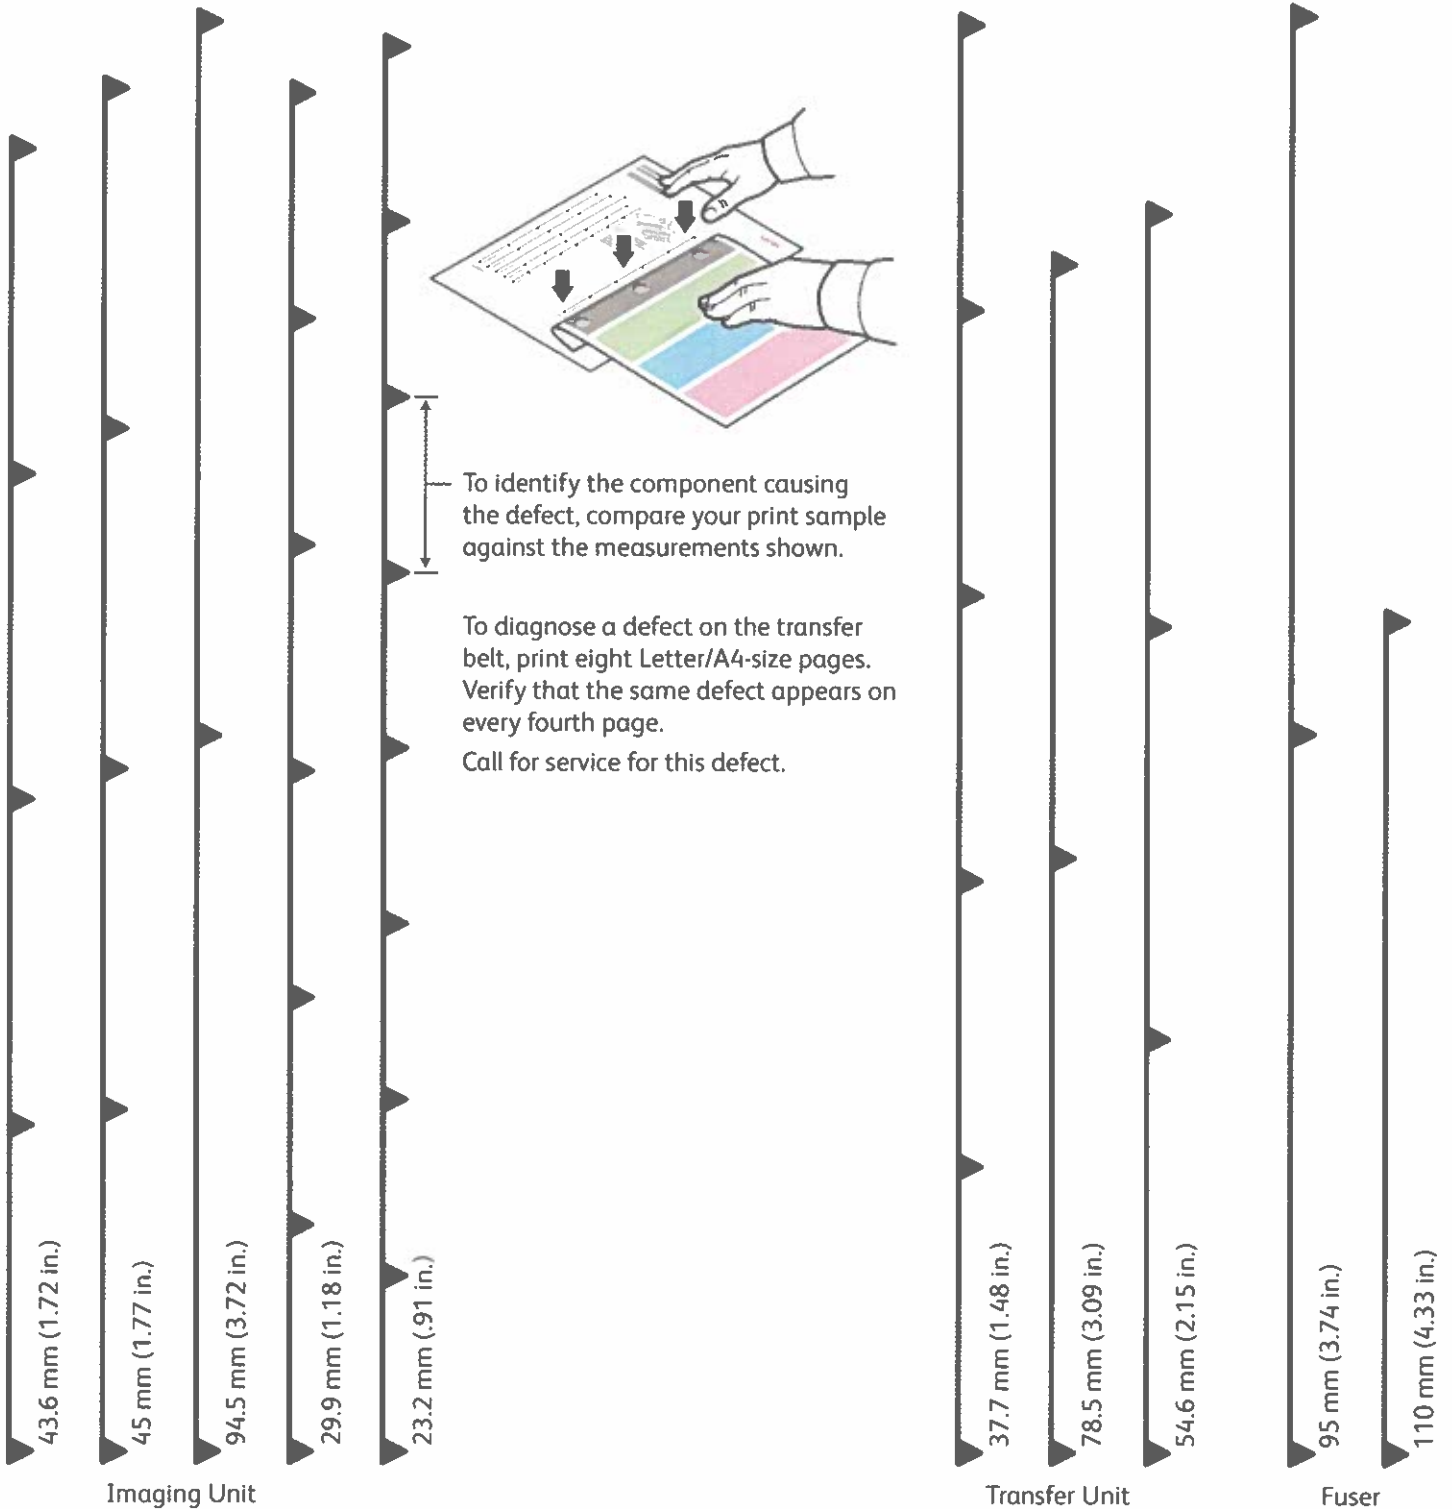 To identify the component causing
the defect, compare your print sample
against the measurements shown.
To diagnose a defect on the transfer
belt, print eight Letter/A4-size pages.
Verify that the same defect appears on
every fourth page.
Call for service for this defect.
43.6 mm (1.72 in.)
45 mm (1.77 in.)
94.5 mm (3.72 in.)
29.9 mm (1.18 in.)
23.2 mm (.91 in.)
37.7 mm (1.48 in.)
78.5 mm (3.09 in.)
54.6 mm (2.15 in.)
95 mm (3.74 in.)
110 mm (4.33 in.)
Imaging Unit
Transfer Unit
Fuser